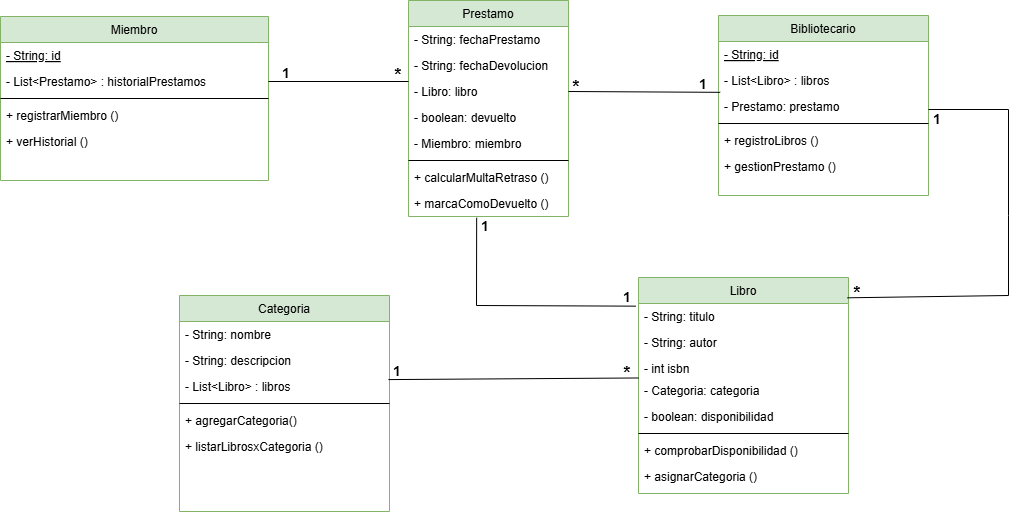 Miembro
- String: id
- List<Prestamo> : historialPrestamos
+ registrarMiembro ()
+ verHistorial ()
1
*
Prestamo
- String: fechaPrestamo
- String: fechaDevolucion
- Libro: libro
- boolean: devuelto
- Miembro: miembro
+ calcularMultaRetraso ()
+ marcaComoDevuelto ()
*
1
Bibliotecario
- String: id
- List<Libro> : libros
- Prestamo: prestamo
+ registroLibros ()
+ gestionPrestamo ()
1
*
1
1
Categoria
- String: nombre
- String: descripcion
- List<Libro> : libros
+ agregarCategoria()
+ listarLibrosxCategoria ()
1
*
Libro
- String: titulo
- String: autor
- int isbn
- Categoria: categoria
- boolean: disponibilidad
+ comprobarDisponibilidad ()
+ asignarCategoria ()